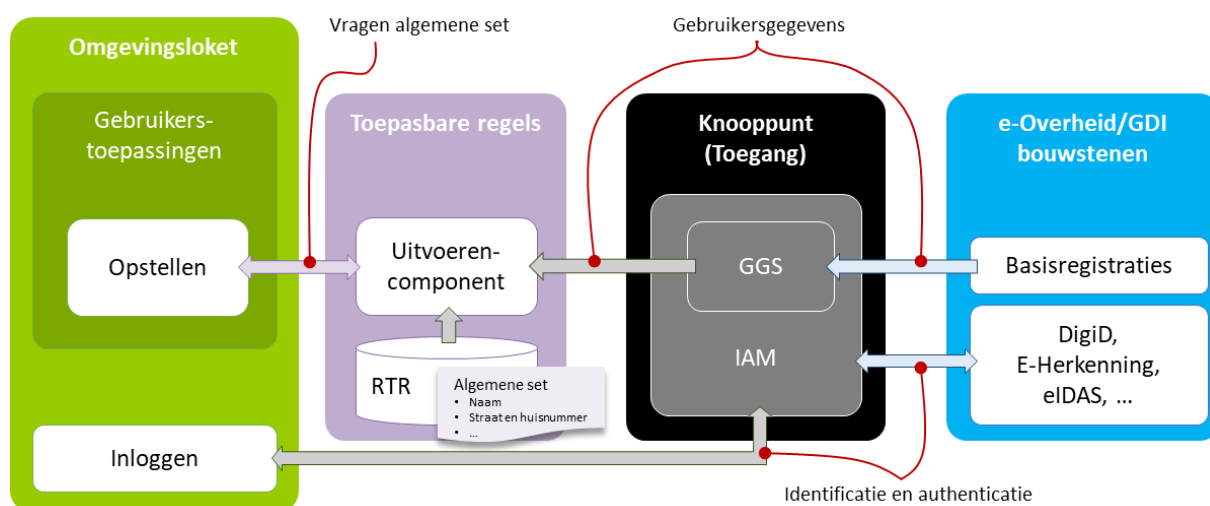 Vragen algemene set
Gebruikersgegevens
Omgevingsloket
Gebruikers-
toepassingen
Opstellen
Inloggen
Toepasbare regels
Uitvoeren-
component
RTR
Algemene set
• Naam
• Straat en huisnummer
• ...
Knooppunt
(Toegang)
GGS
IAM
e-Overheid/GDI
bouwstenen
Basisregistraties
DigiD,
E-Herkenning,
eIDAS, ...
Identificatie en authenticatie